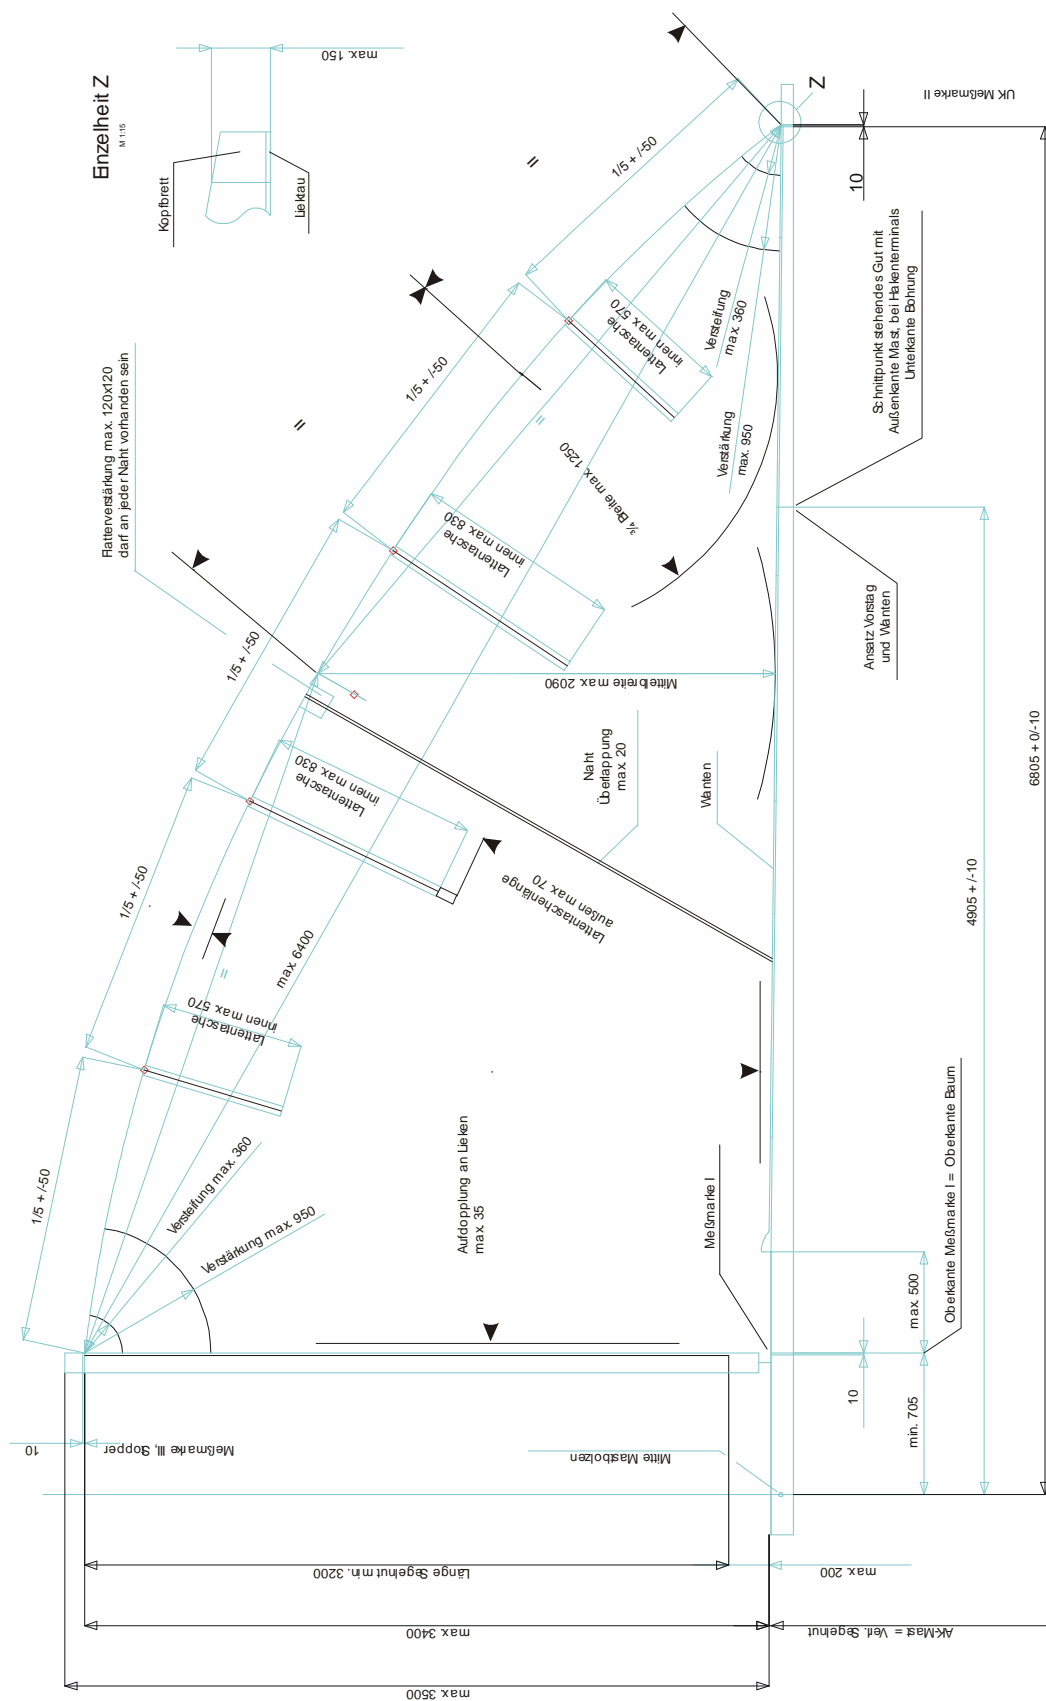 Einzelheit Z
M 1:15
max. 150
Kopfbrett
Liektau
1/5 + /-50
=
Z
UK Meßmarke II
10
Flatterverstärkung max. 120x120
darf an jeder Naht vorhanden sein
1/5 + /-50
=
Lattentasche
innen max. 570
Versteifung
max. 360
Verstärkung
max. 950
Schnittpunkt stehendes Gut mit
Außenkante Mast, bei Hakenterminals
Unterkante Bohrung
=
¾ Breite max. 1250
Lattentasche
innen max. 830
1/5 + /-50
Ansatz Vorstag
und Wanten
Mittelbreite max. 2090
6805 + 0/-10
Lattentasche
innen max. 830
Naht
Überlappung
max. 20
Wanten
1/5 + /-50
Lattentaschenlänge
außen max. 70
4905 + /-10
max. 6400
=
Lattentasche
innen max. 570
1/5 + /-50
Versteifung max. 360
Verstärkung max. 950
Aufdopplung an Lieken
max. 35
Meßmarke I
Oberkante Meßmarke I = Oberkante Baum
max. 500
10
min. 705
10
Meßmarke III, Stopper
Mitte Mastbolzen
Länge Segelnut min. 3200
max. 200
max. 3400
AK-Mast = Verl. Segelnut
max. 3500